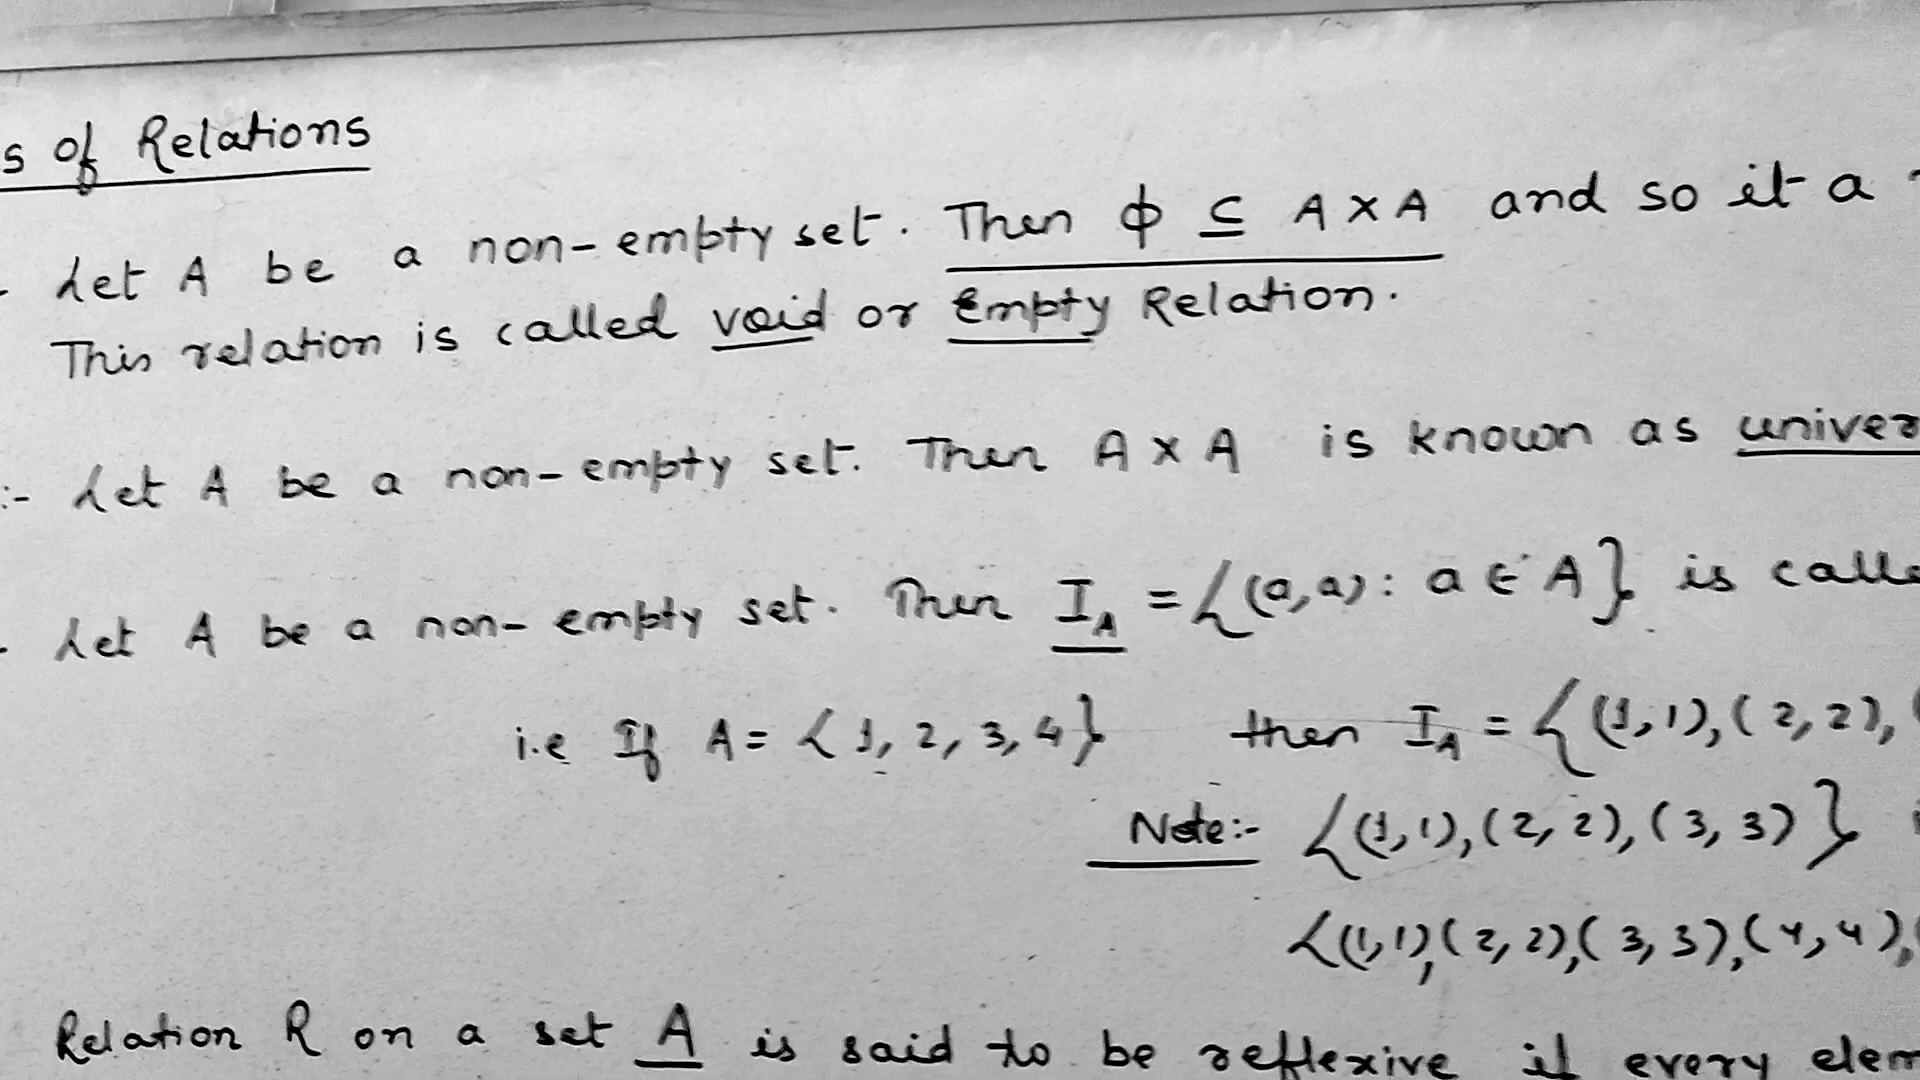 s of Relations
Let A be a non-empty set. Then ϕ ⊆ A x A and so it a
This relation is called void or Empty Relation.
:- Let A be a non-empty set. Then A x A is known as univer
Let A be a non-empty set. Then I_A = {(a,a): a ∈ A} is calle
i.e If A = {1, 2, 3, 4} then I_A = {(1,1), (2,2),
Note:- {(1,1), (2,2), (3,3)}
{(1,1),(2,2),(3,3),(4,4),
Relation R on a set A is said to be reflexive if every elem